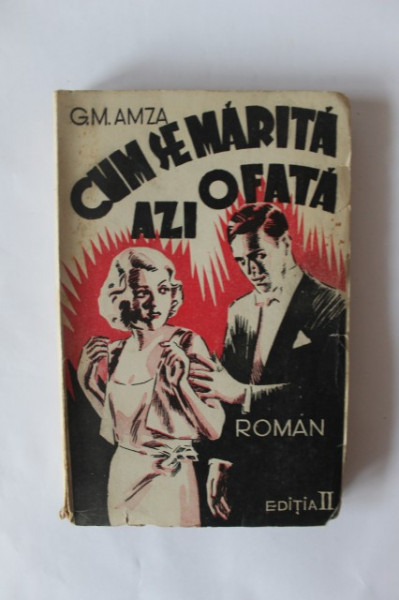 G.M. AMZA
CUM SE MĂRITĂ
AZI O FATĂ
ROMAN
EDIȚIA II